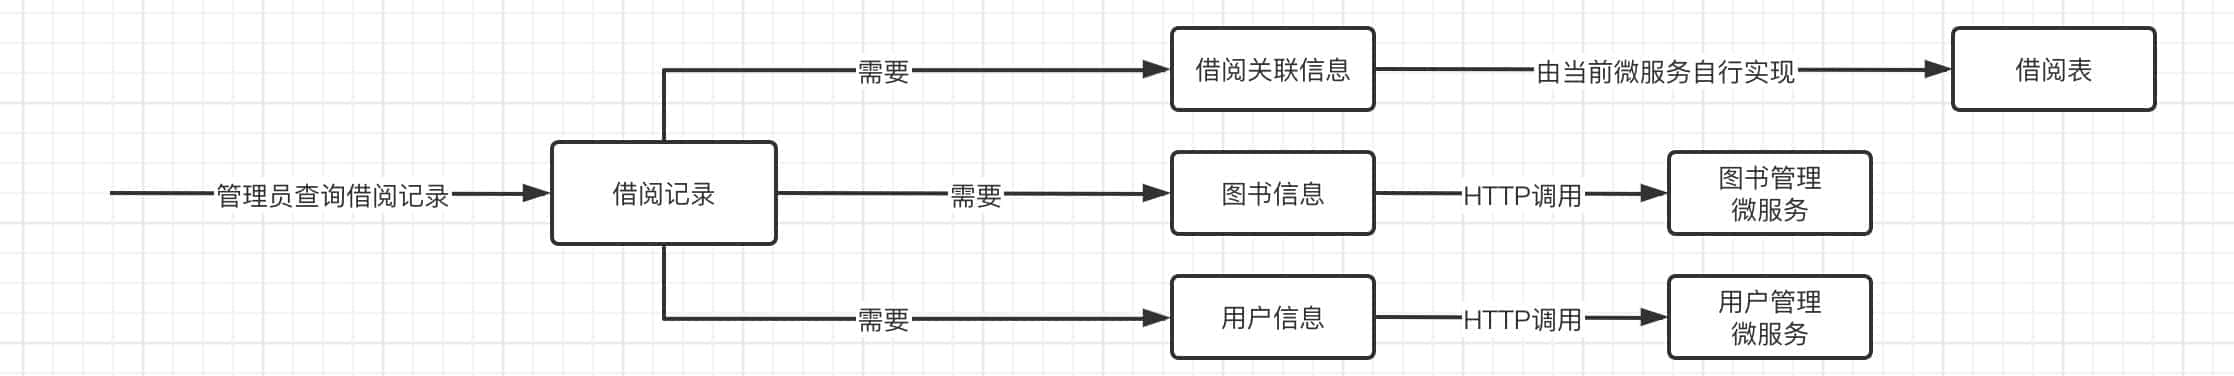 需要
借阅关联信息
由当前微服务自行实现
借阅表
管理员查询借阅记录
借阅记录
需要
图书信息
HTTP调用
图书管理
微服务
需要
用户信息
HTTP调用
用户管理
微服务